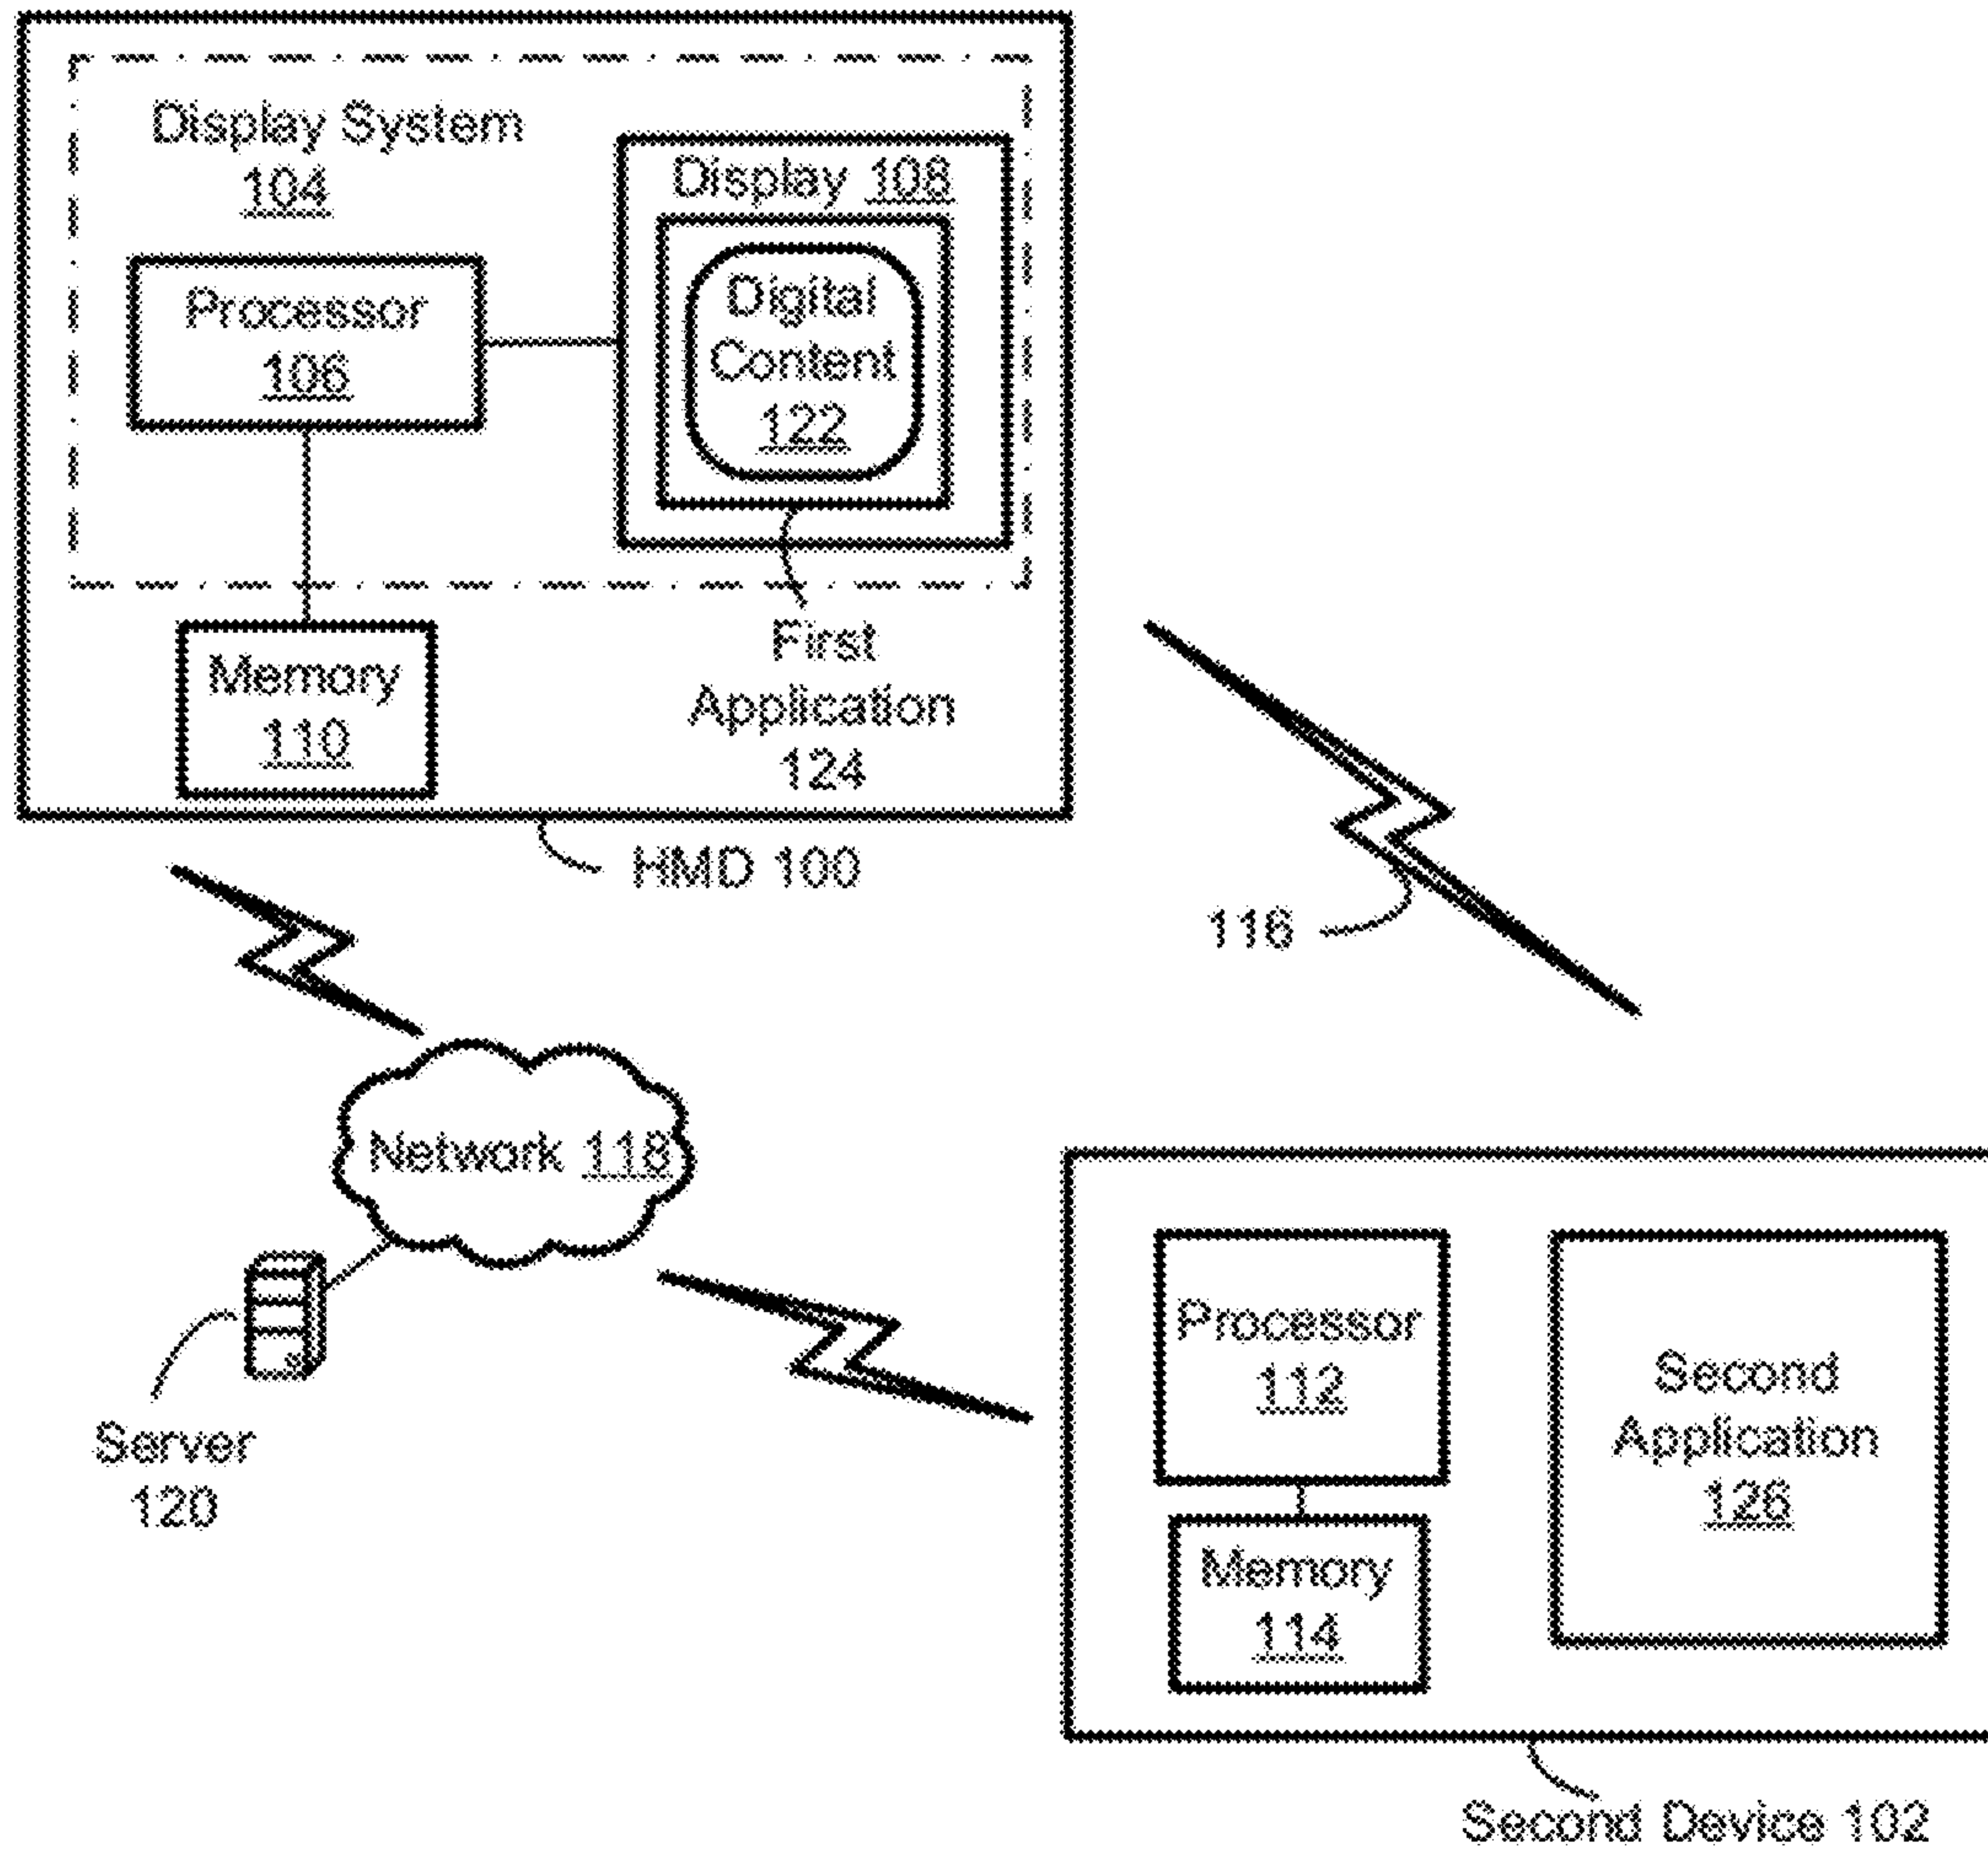 Display System
104
Display 108
Processor
106
Digital
Content
122
Memory
110
First
Application
124
HMD 100
116
Network 118
Server
120
Processor
112
Memory
114
Second
Application
126
Second Device 102